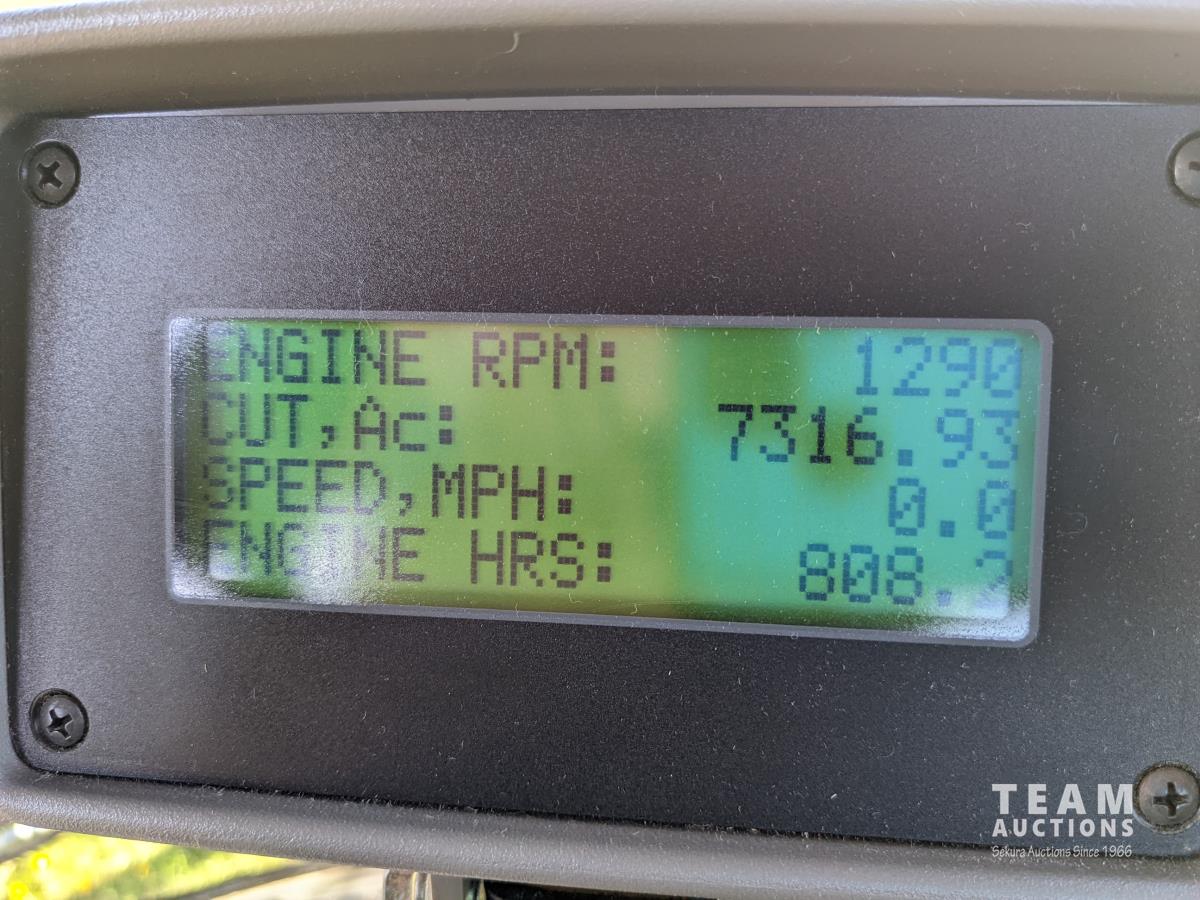 ENGINE RPM: 1290
CUT,Ac: 7316.93
SPEED,MPH: 0.0
ENGINE HRS:
TEAM
AUCTIONS
Sekura Auctions Since 1966